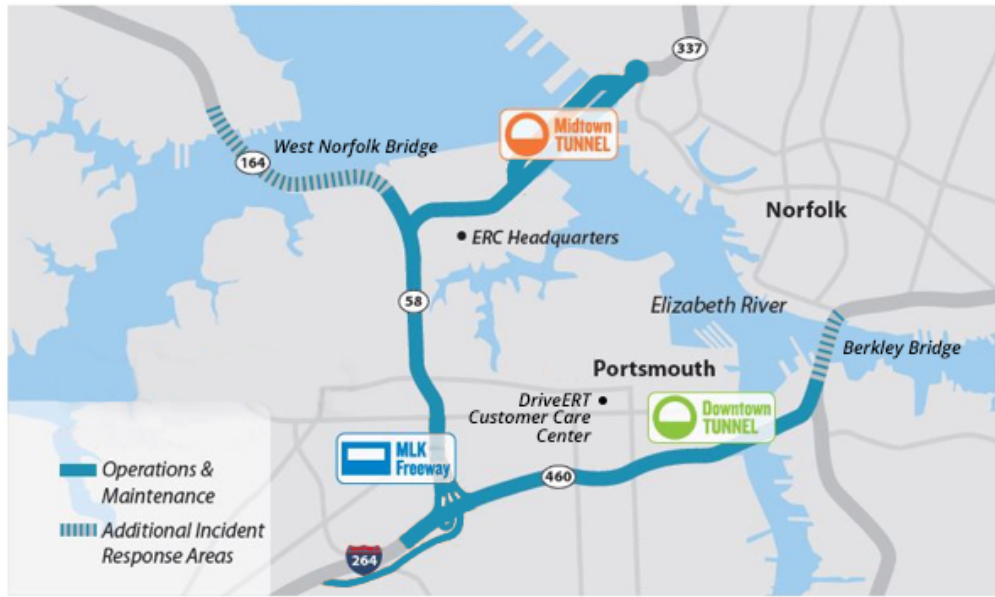 337
Midtown
TUNNEL
West Norfolk Bridge
164
Norfolk
ERC Headquarters
58
Elizabeth River
Berkley Bridge
Portsmouth
DriveERT
Customer Care
Center
Downtown
TUNNEL
MLK
Freeway
460
264
Operations &
Maintenance
Additional Incident
Response Areas